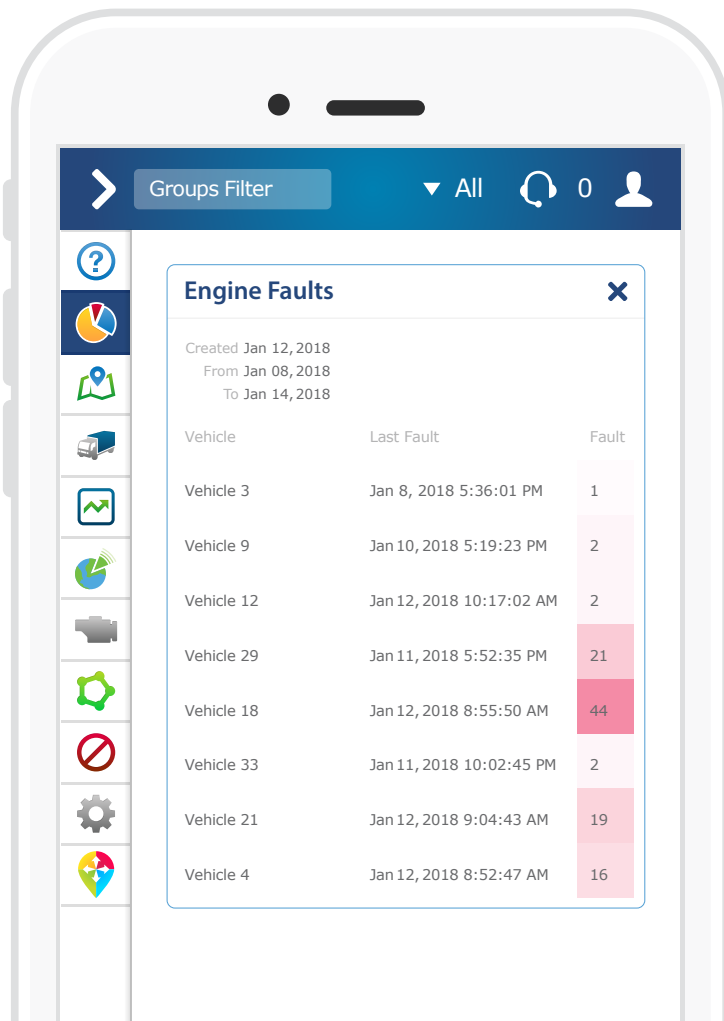 Groups Filter ▼ All 0
?
Engine Faults
Created Jan 12, 2018
From Jan 08, 2018
To Jan 14, 2018
Vehicle Last Fault Fault
Vehicle 3 Jan 8, 2018 5:36:01 PM 1
Vehicle 9 Jan 10, 2018 5:19:23 PM 2
Vehicle 12 Jan 12, 2018 10:17:02 AM 2
Vehicle 29 Jan 11, 2018 5:52:35 PM 21
Vehicle 18 Jan 12, 2018 8:55:50 AM 44
Vehicle 33 Jan 11, 2018 10:02:45 PM 2
Vehicle 21 Jan 12, 2018 9:04:43 AM 19
Vehicle 4 Jan 12, 2018 8:52:47 AM 16